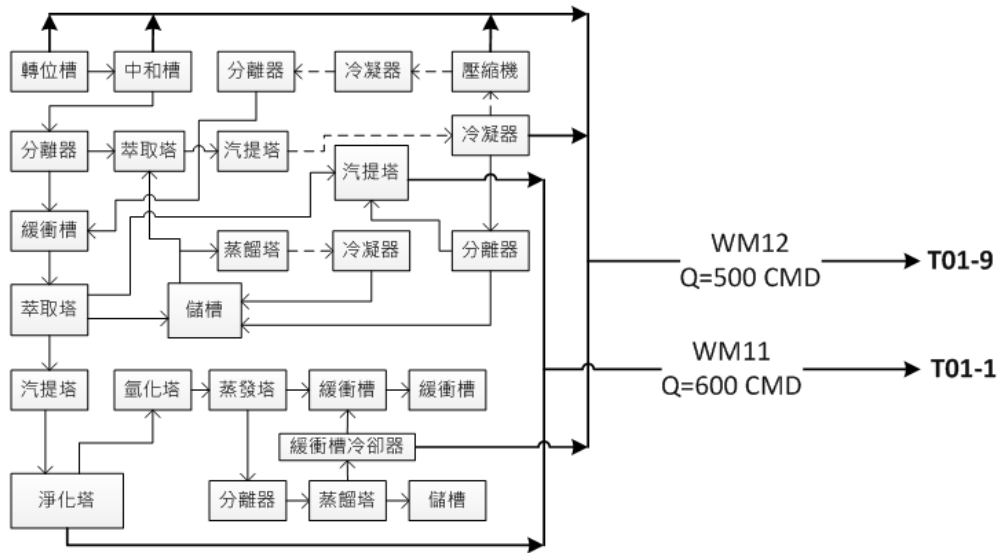 轉位槽
中和槽
分離器
冷凝器
壓縮機
分離器
萃取塔
汽提塔
冷凝器
汽提塔
緩衝槽
蒸餾塔
冷凝器
分離器
WM12
Q=500 CMD
T01-9
萃取塔
儲槽
WM11
Q=600 CMD
T01-1
汽提塔
氫化塔
蒸發塔
緩衝槽
緩衝槽
緩衝槽冷卻器
淨化塔
分離器
蒸餾塔
儲槽